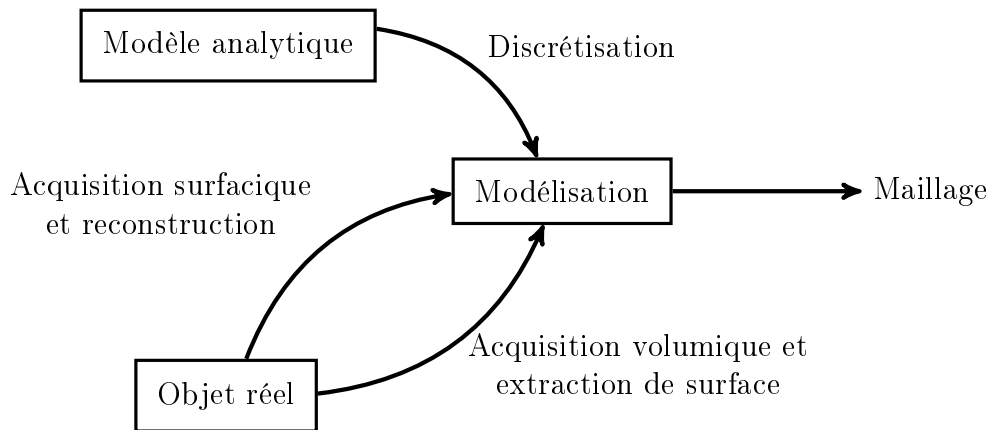 Modèle analytique
Discrétisation
Acquisition surfacique
et reconstruction
Modélisation
Maillage
Acquisition volumique et
extraction de surface
Objet réel